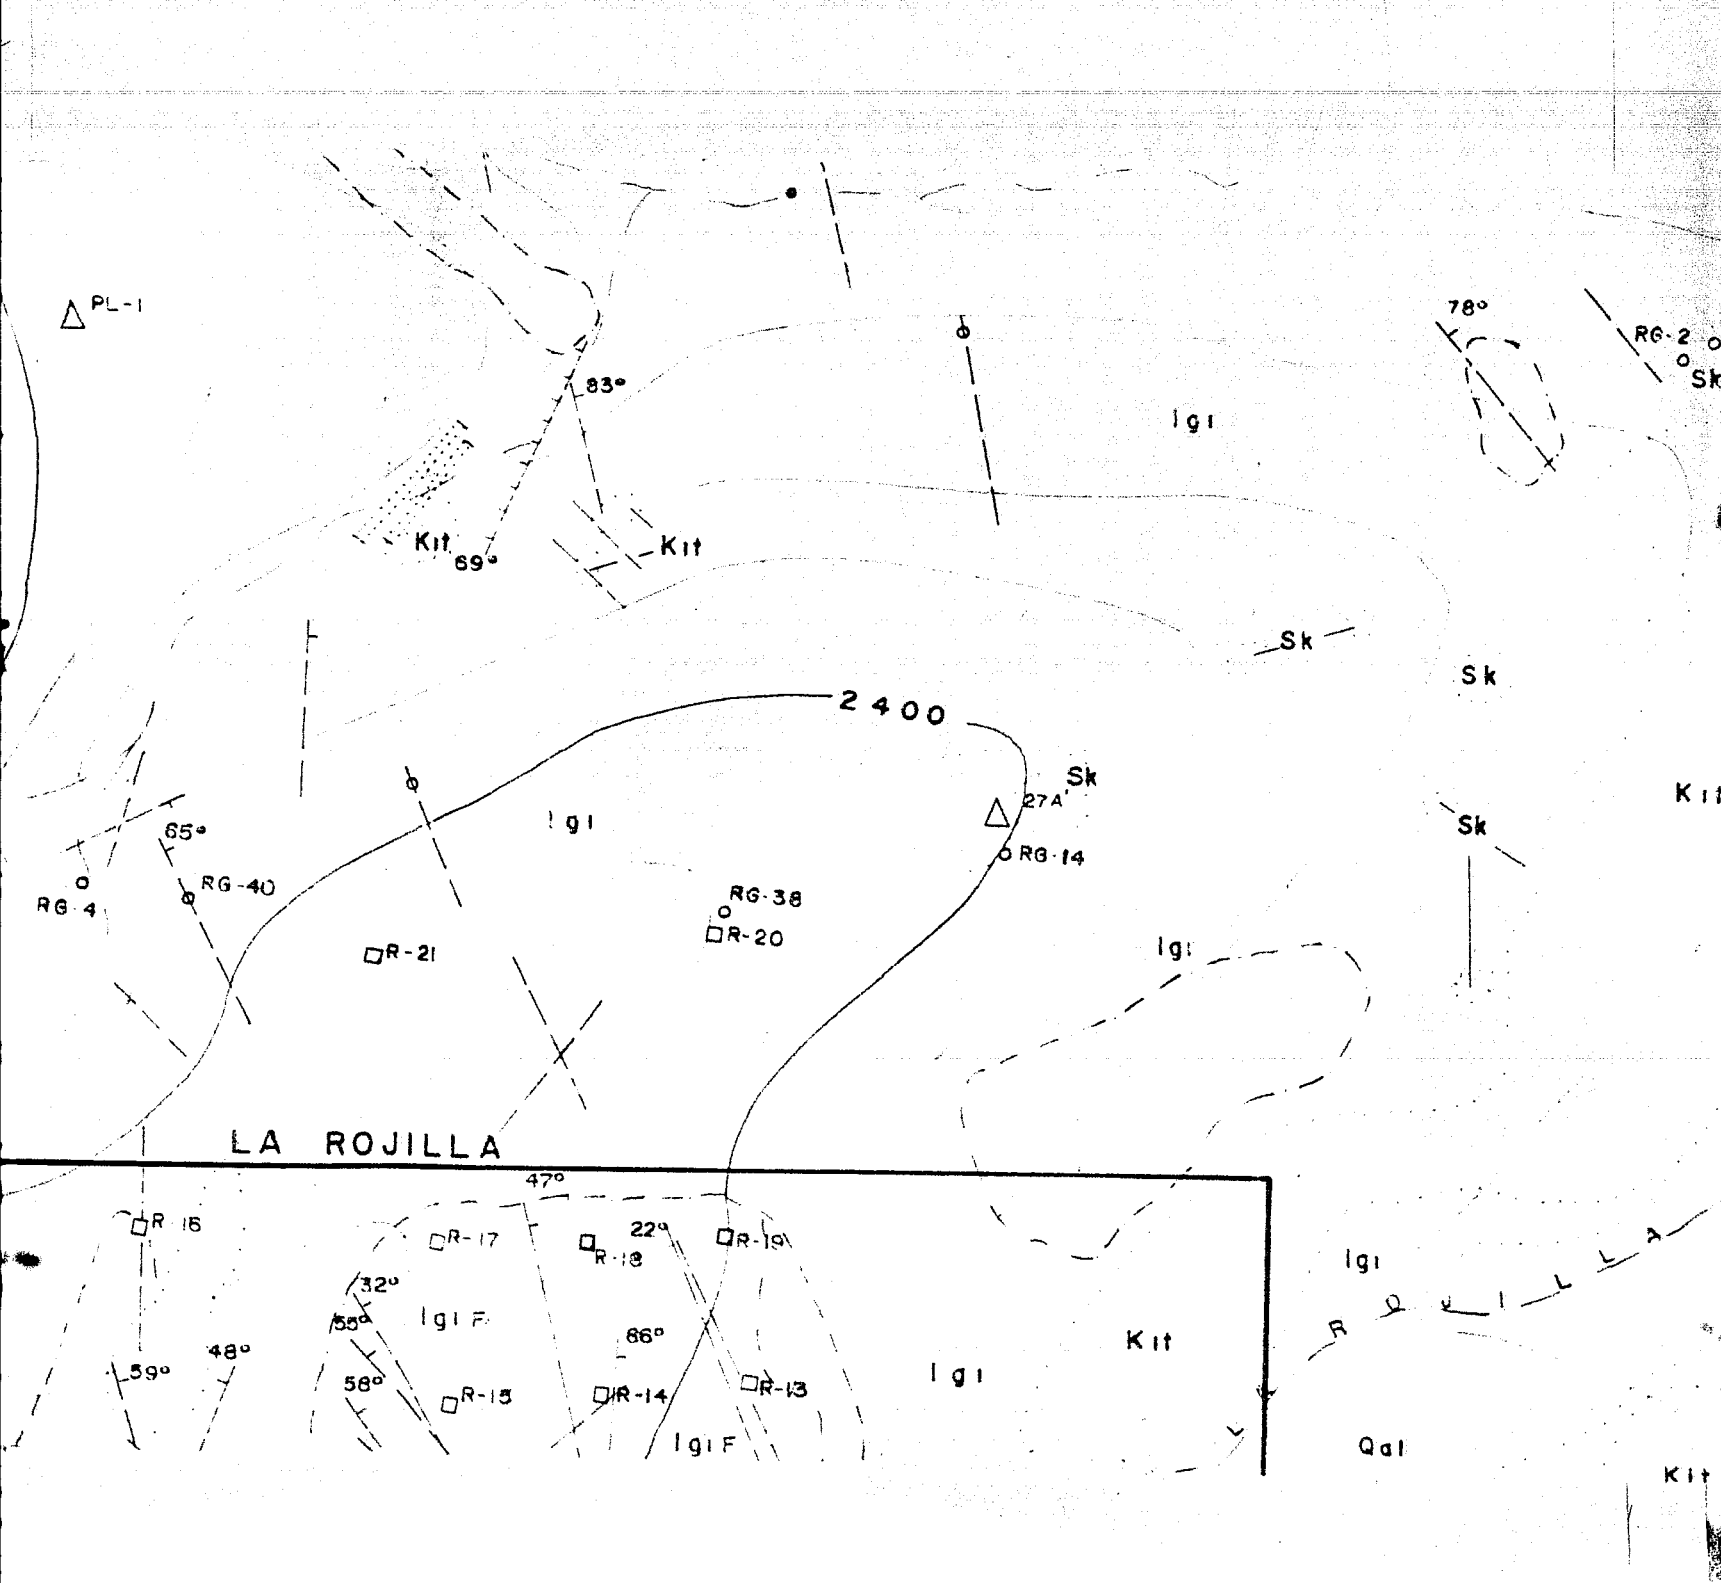 PL-1
78°
RG-2
Sk
83°
Igi
Kit
69°
Kit
Sk
Sk
2400
Sk
27A'
Kit
Igi
65°
Sk
RG-14
RG-4
RG-40
RG-38
R-20
R-21
Igi
LA ROJILLA
47°
R-16
R-17
22°
R-18
R-19
Igi
32°
55°
Igi F
86°
Kit
59°
48°
58°
R-15
R-14
R-13
Igi
Igi F
Qal
Kit